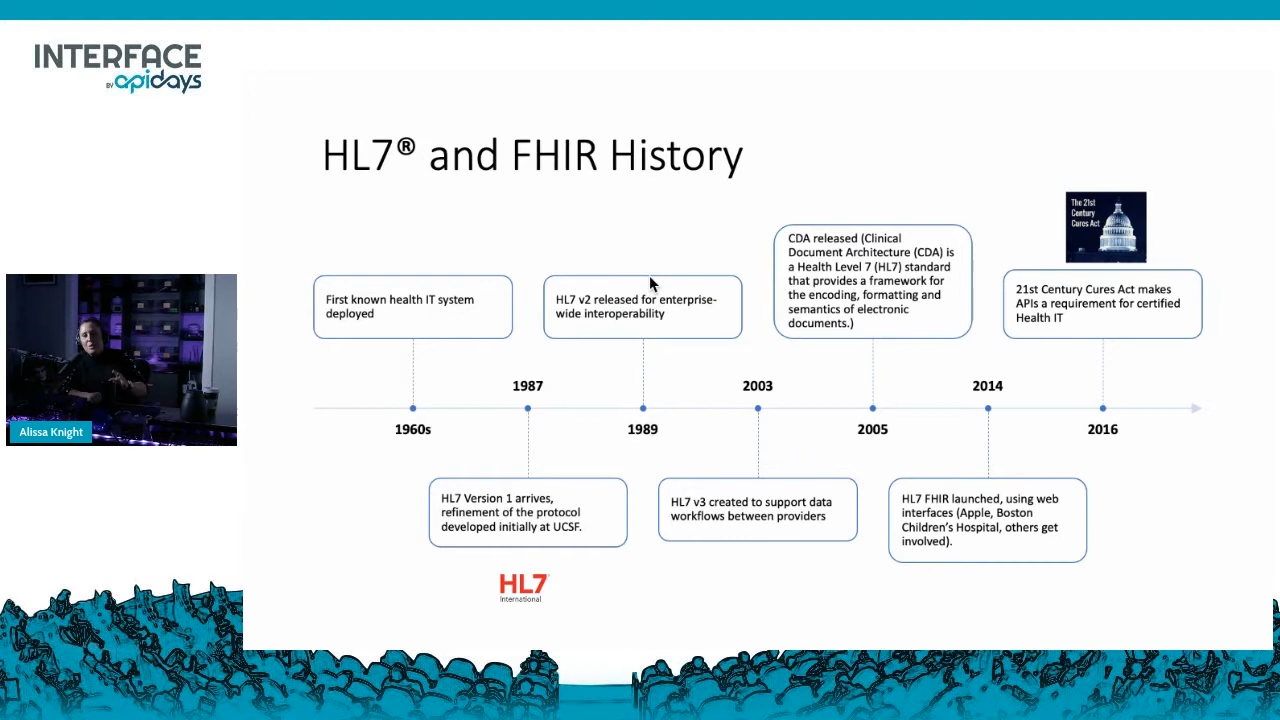 INTERFACE
BY apidays
HL7® and FHIR History
The 21st
Century
Cures Act
First known health IT system
deployed
HL7 v2 released for enterprise-
wide interoperability
CDA released (Clinical
Document Architecture (CDA) is
a Health Level 7 (HL7) standard
that provides a framework for
the encoding, formatting and
semantics of electronic
documents.)
21st Century Cures Act makes
APIs a requirement for certified
Health IT
1987
2003
2014
1960s
1989
2005
2016
Alissa Knight
HL7 Version 1 arrives,
refinement of the protocol
developed initially at UCSF.
HL7 v3 created to support data
workflows between providers
HL7 FHIR launched, using web
interfaces (Apple, Boston
Children's Hospital, others get
involved).
HL7
International